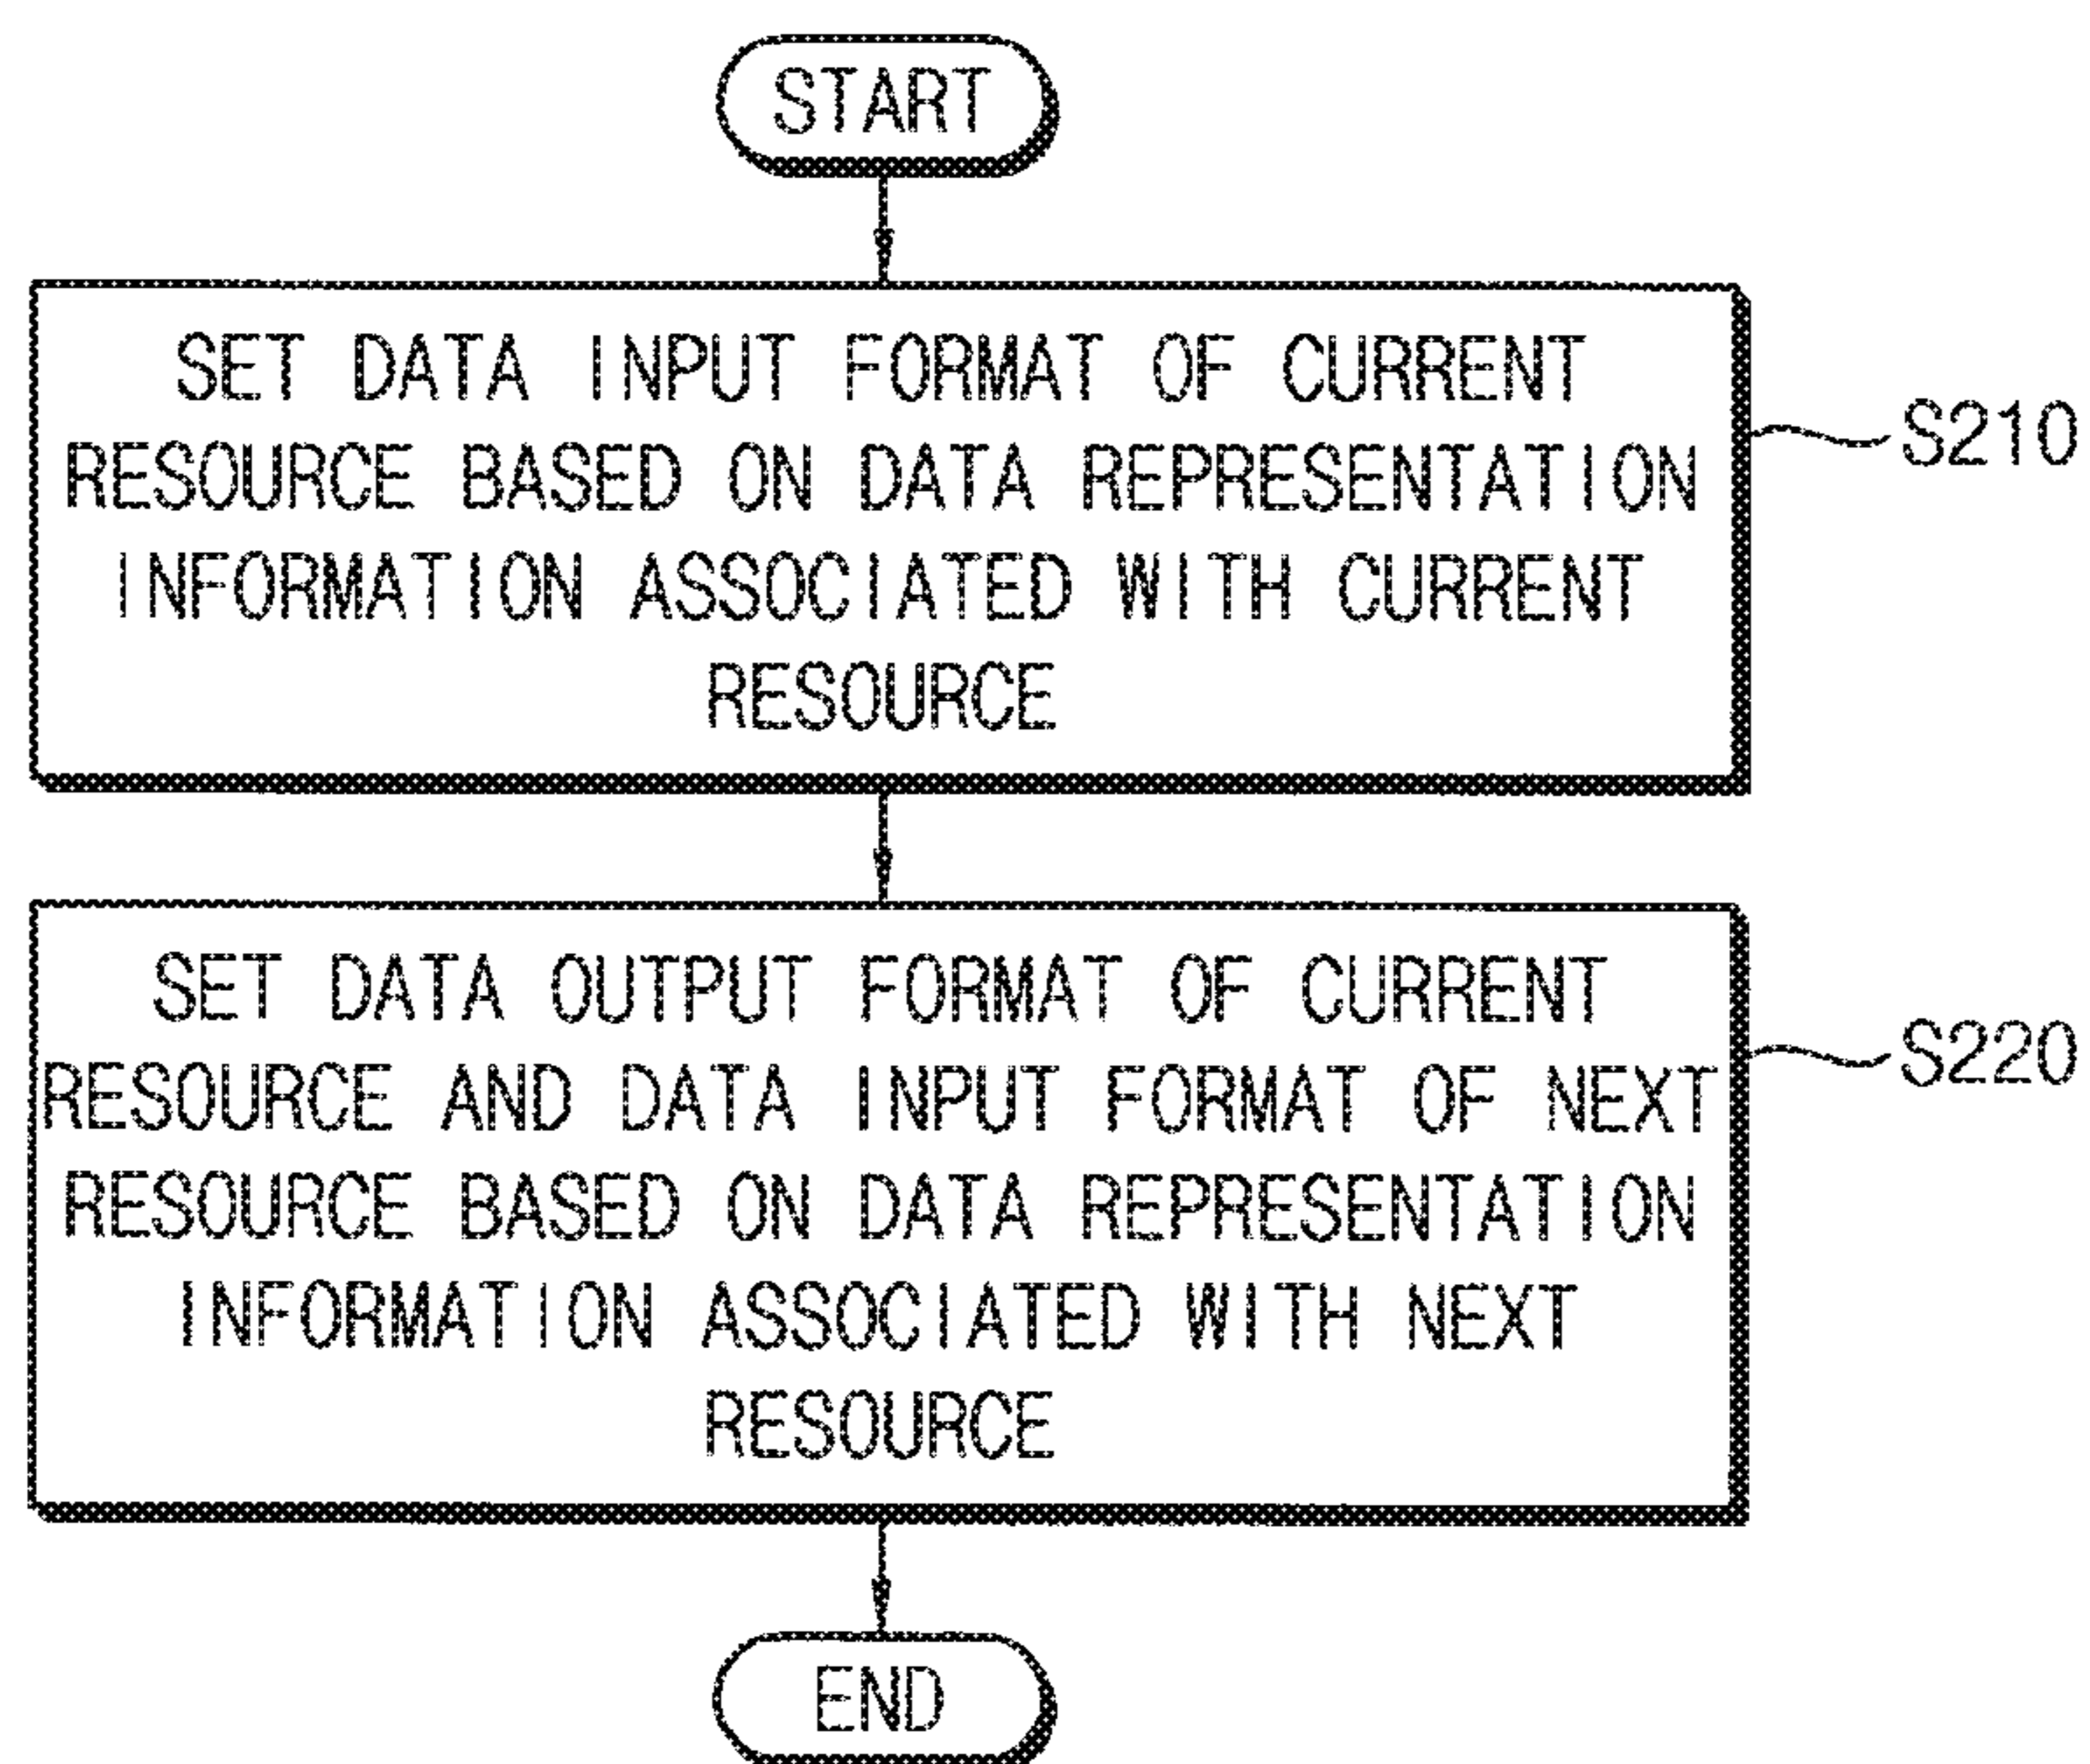 START
SET DATA INPUT FORMAT OF CURRENT
RESOURCE BASED ON DATA REPRESENTATION
INFORMATION ASSOCIATED WITH CURRENT
RESOURCE
S210
SET DATA OUTPUT FORMAT OF CURRENT
RESOURCE AND DATA INPUT FORMAT OF NEXT
RESOURCE BASED ON DATA REPRESENTATION
INFORMATION ASSOCIATED WITH NEXT
RESOURCE
S220
END